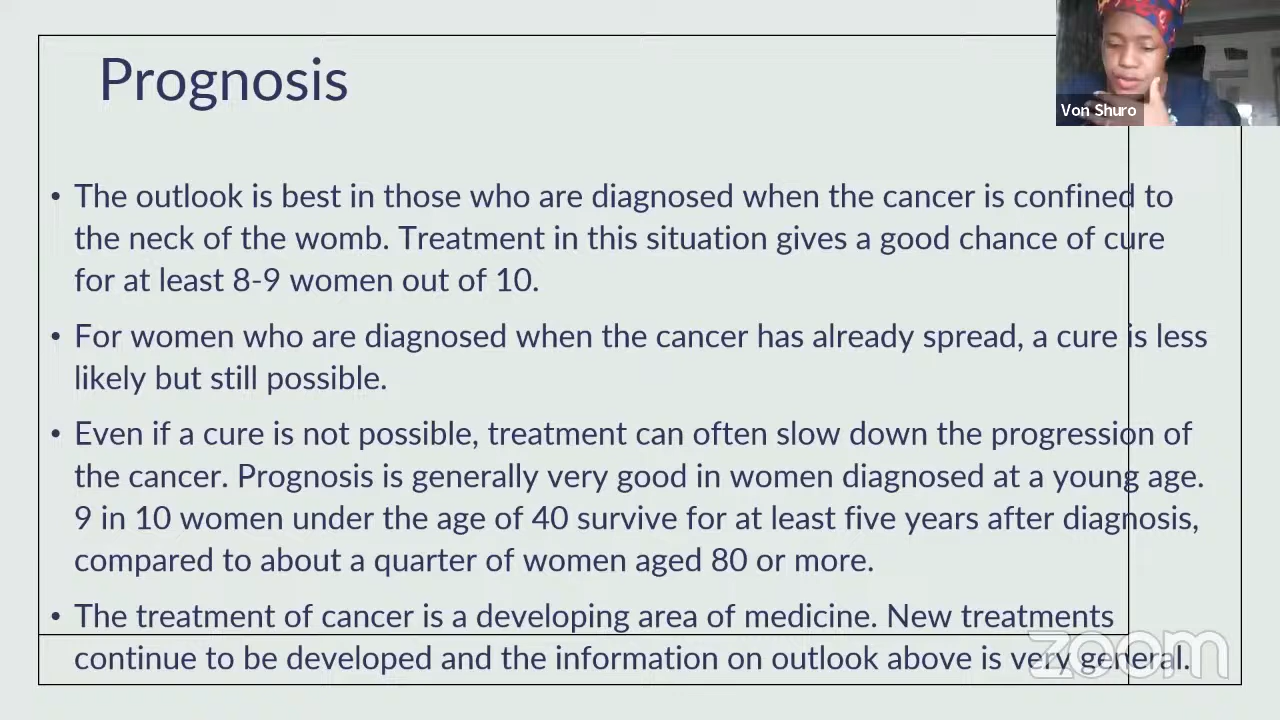 Prognosis
Von Shuro
• The outlook is best in those who are diagnosed when the cancer is confined to
the neck of the womb. Treatment in this situation gives a good chance of cure
for at least 8-9 women out of 10.
• For women who are diagnosed when the cancer has already spread, a cure is less
likely but still possible.
• Even if a cure is not possible, treatment can often slow down the progression of
the cancer. Prognosis is generally very good in women diagnosed at a young age.
9 in 10 women under the age of 40 survive for at least five years after diagnosis,
compared to about a quarter of women aged 80 or more.
• The treatment of cancer is a developing area of medicine. New treatments
continue to be developed and the information on outlook above is very general.
zoom